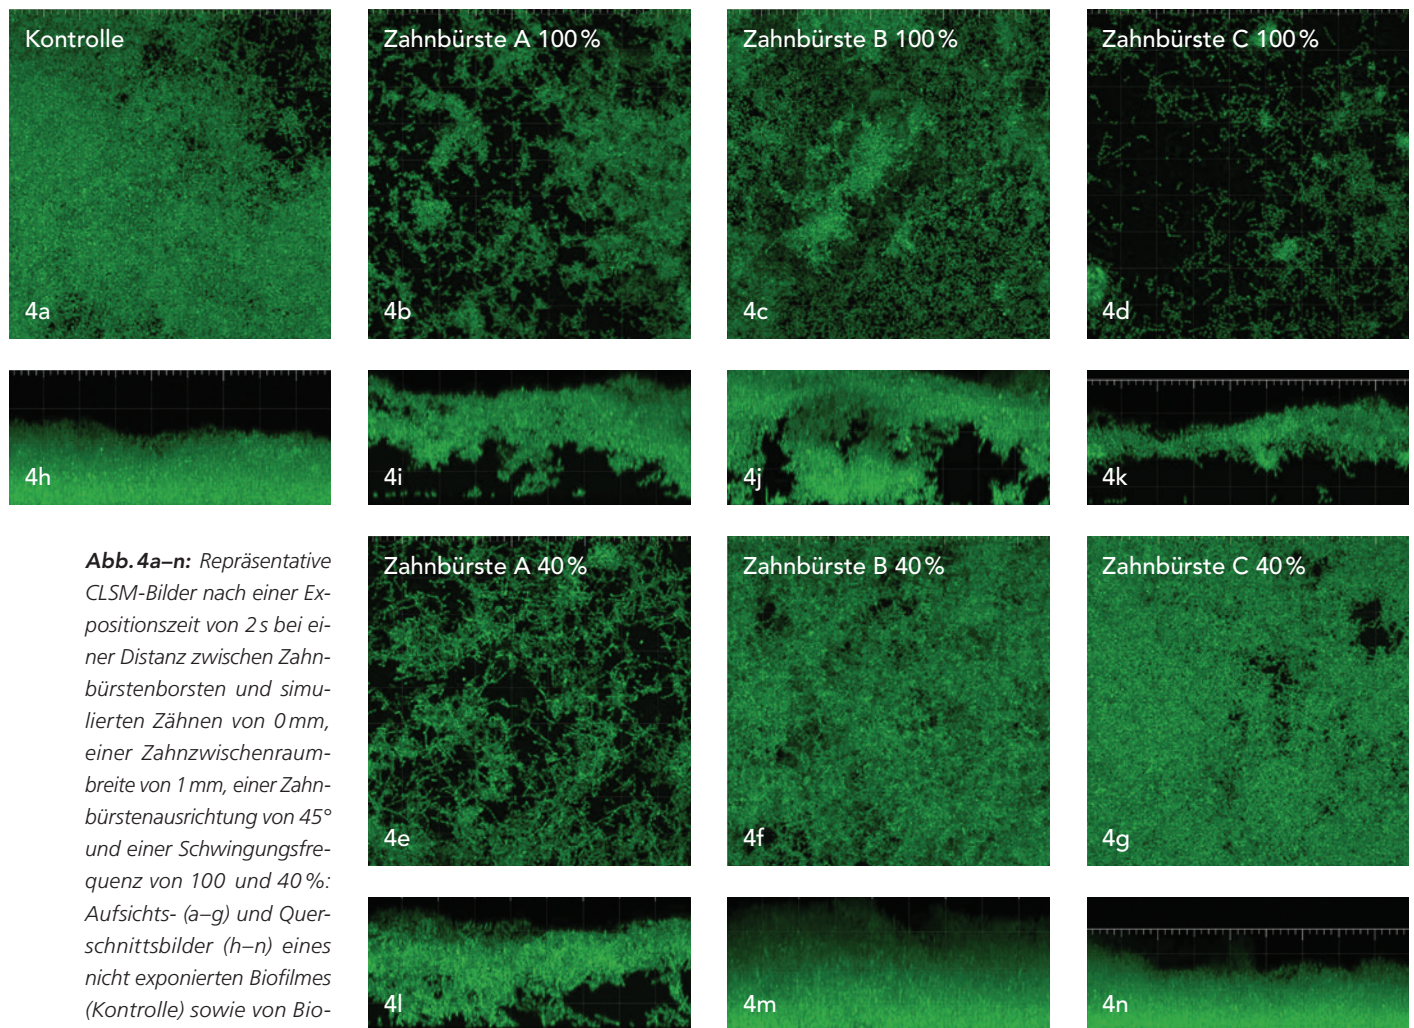 Kontrolle
Zahnbürste A 100 %
Zahnbürste B 100 %
Zahnbürste C 100 %
4a
4b
4c
4d
4h
4i
4j
4k
Abb. 4a–n: Repräsentative
CLSM-Bilder nach einer Ex-
positionszeit von 2 s bei ei-
ner Distanz zwischen Zahn-
bürstenborsten und simu-
lierten Zähnen von 0 mm,
einer Zahnzwischenraum-
breite von 1 mm, einer Zahn-
bürstenausrichtung von 45°
und einer Schwingungsfre-
quenz von 100 und 40 %:
Aufsichts- (a–g) und Quer-
schnittsbilder (h–n) eines
nicht exponierten Biofilmes
(Kontrolle) sowie von Bio-
Zahnbürste A 40 %
Zahnbürste B 40 %
Zahnbürste C 40 %
4e
4f
4g
4l
4m
4n